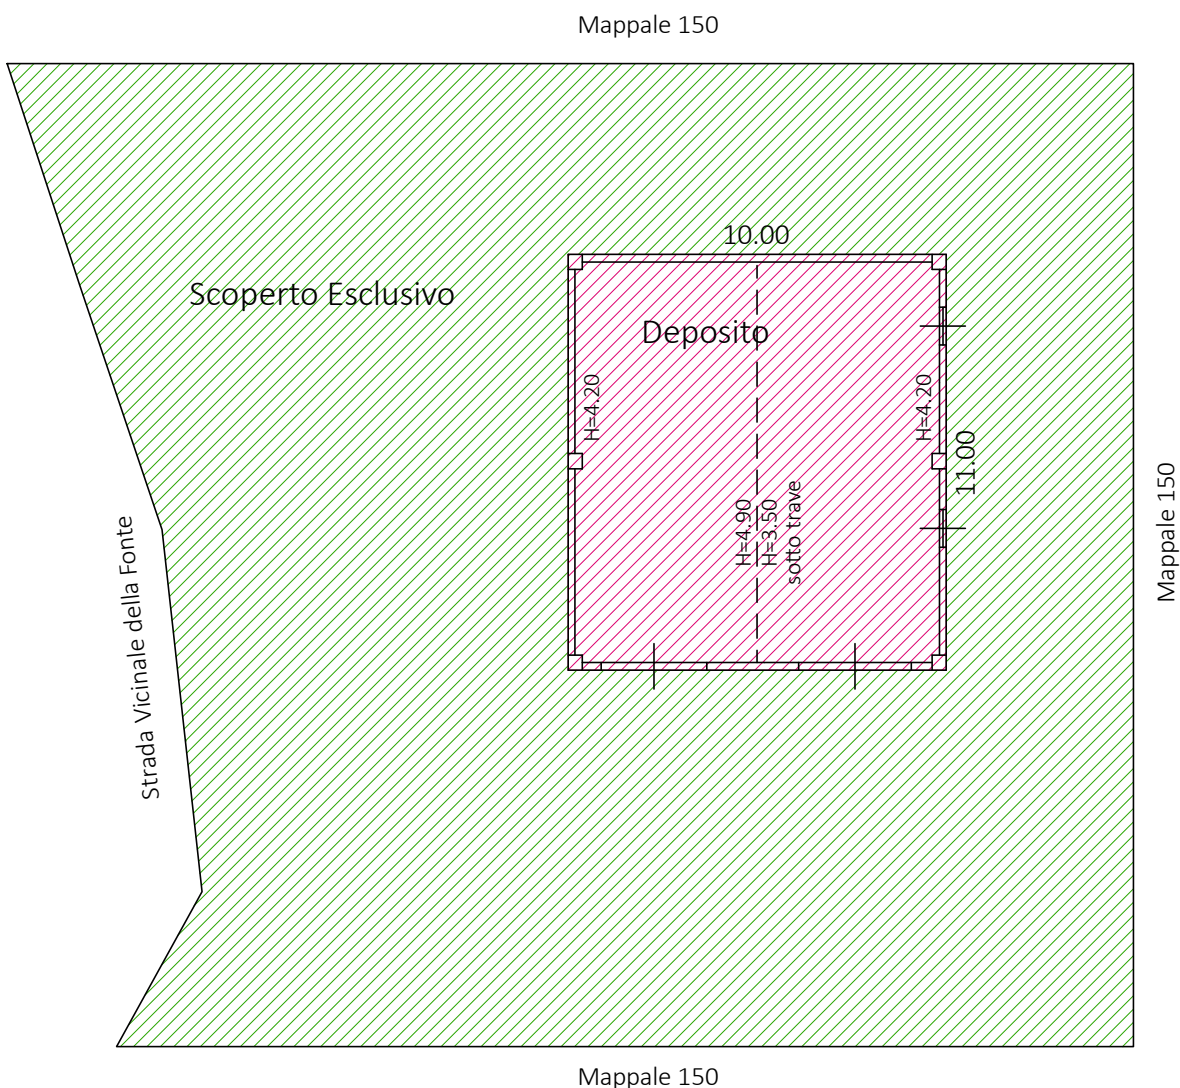 Mappale 150
10.00
Scoperto Esclusivo
Deposito
H=4.20
H=4.20
11.00
H=4.90
H=3.50
sotto trave
Mappale 150
Strada Vicinale della Fonte
Mappale 150